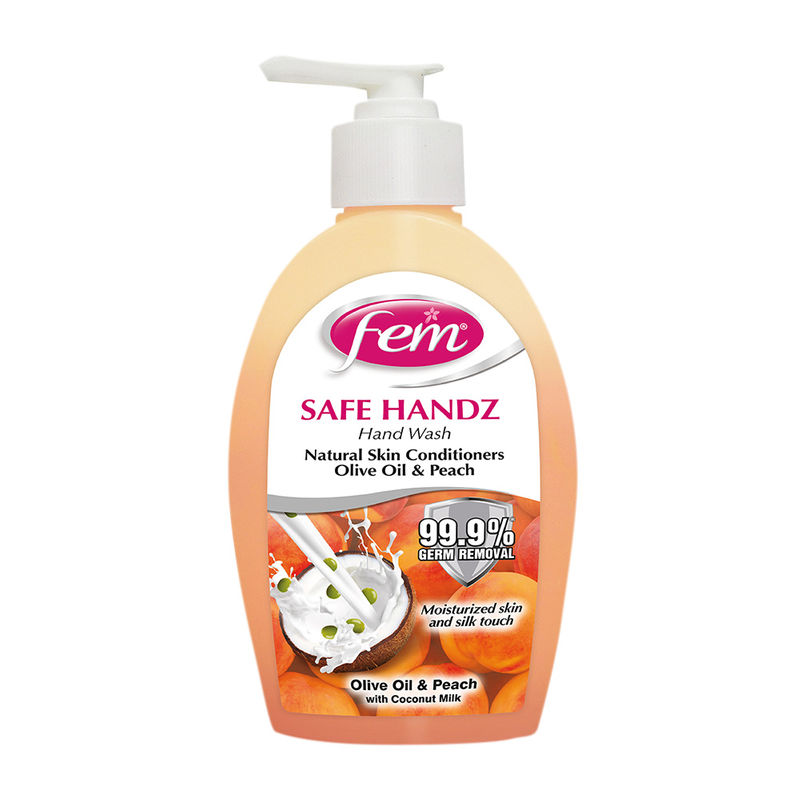 fem®
SAFE HANDZ
Hand Wash
Natural Skin Conditioners
Olive Oil & Peach
99.9%
GERM REMOVAL
Moisturized skin
and silk touch
Olive Oil & Peach
with Coconut Milk